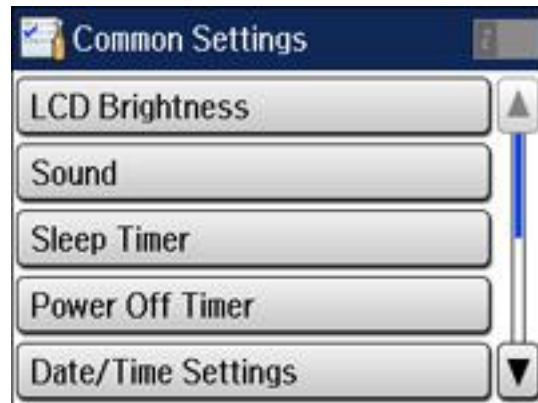 Common Settings
LCD Brightness
Sound
Sleep Timer
Power Off Timer
Date/Time Settings